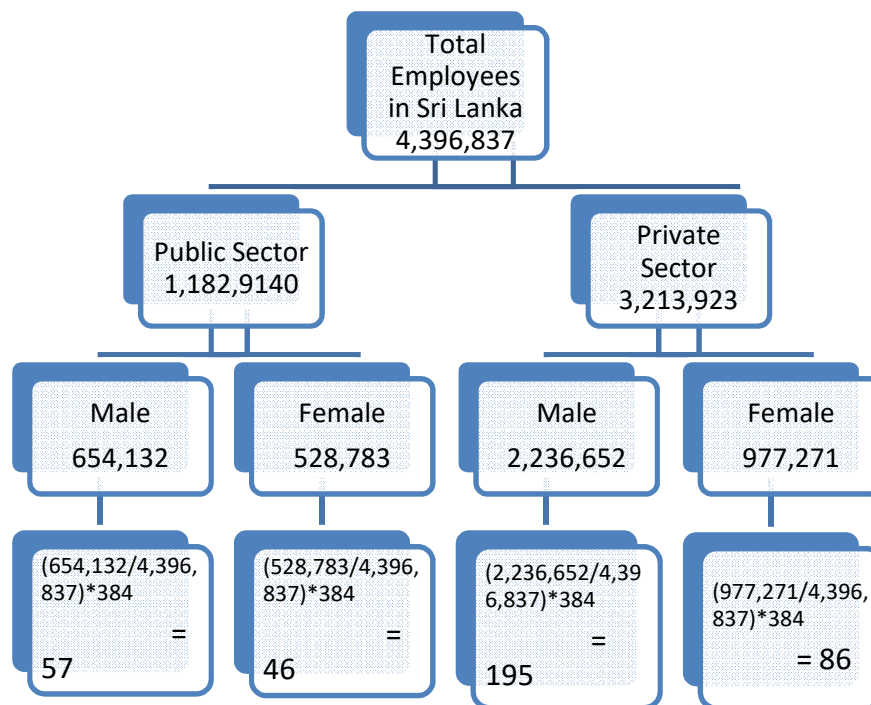 Total
Employees
in Sri Lanka
4,396,837
Public Sector
1,182,9140
Private
Sector
3,213,923
Male
654,132
Female
528,783
Male
2,236,652
Female
977,271
(654,132/4,396,
837)*384
=
57
(528,783/4,396,
837)*384
=
46
(2,236,652/4,39
6,837)*384
=
195
(977,271/4,396,
837)*384
= 86